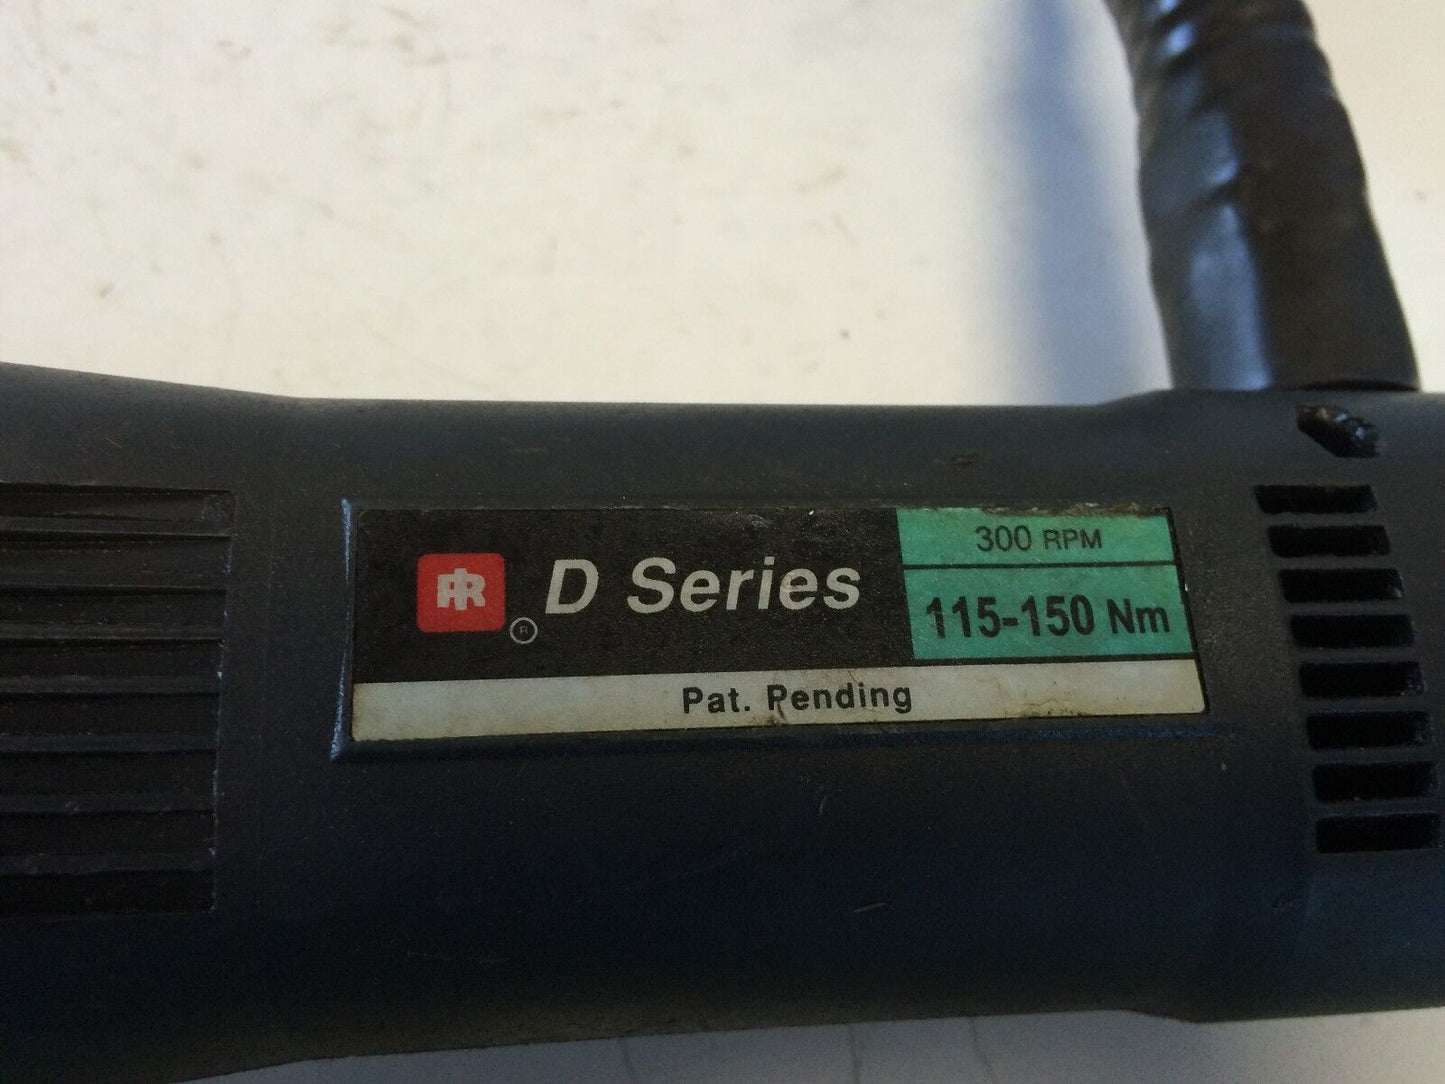 IR ® D Series
300 RPM
115-150 Nm
Pat. Pending